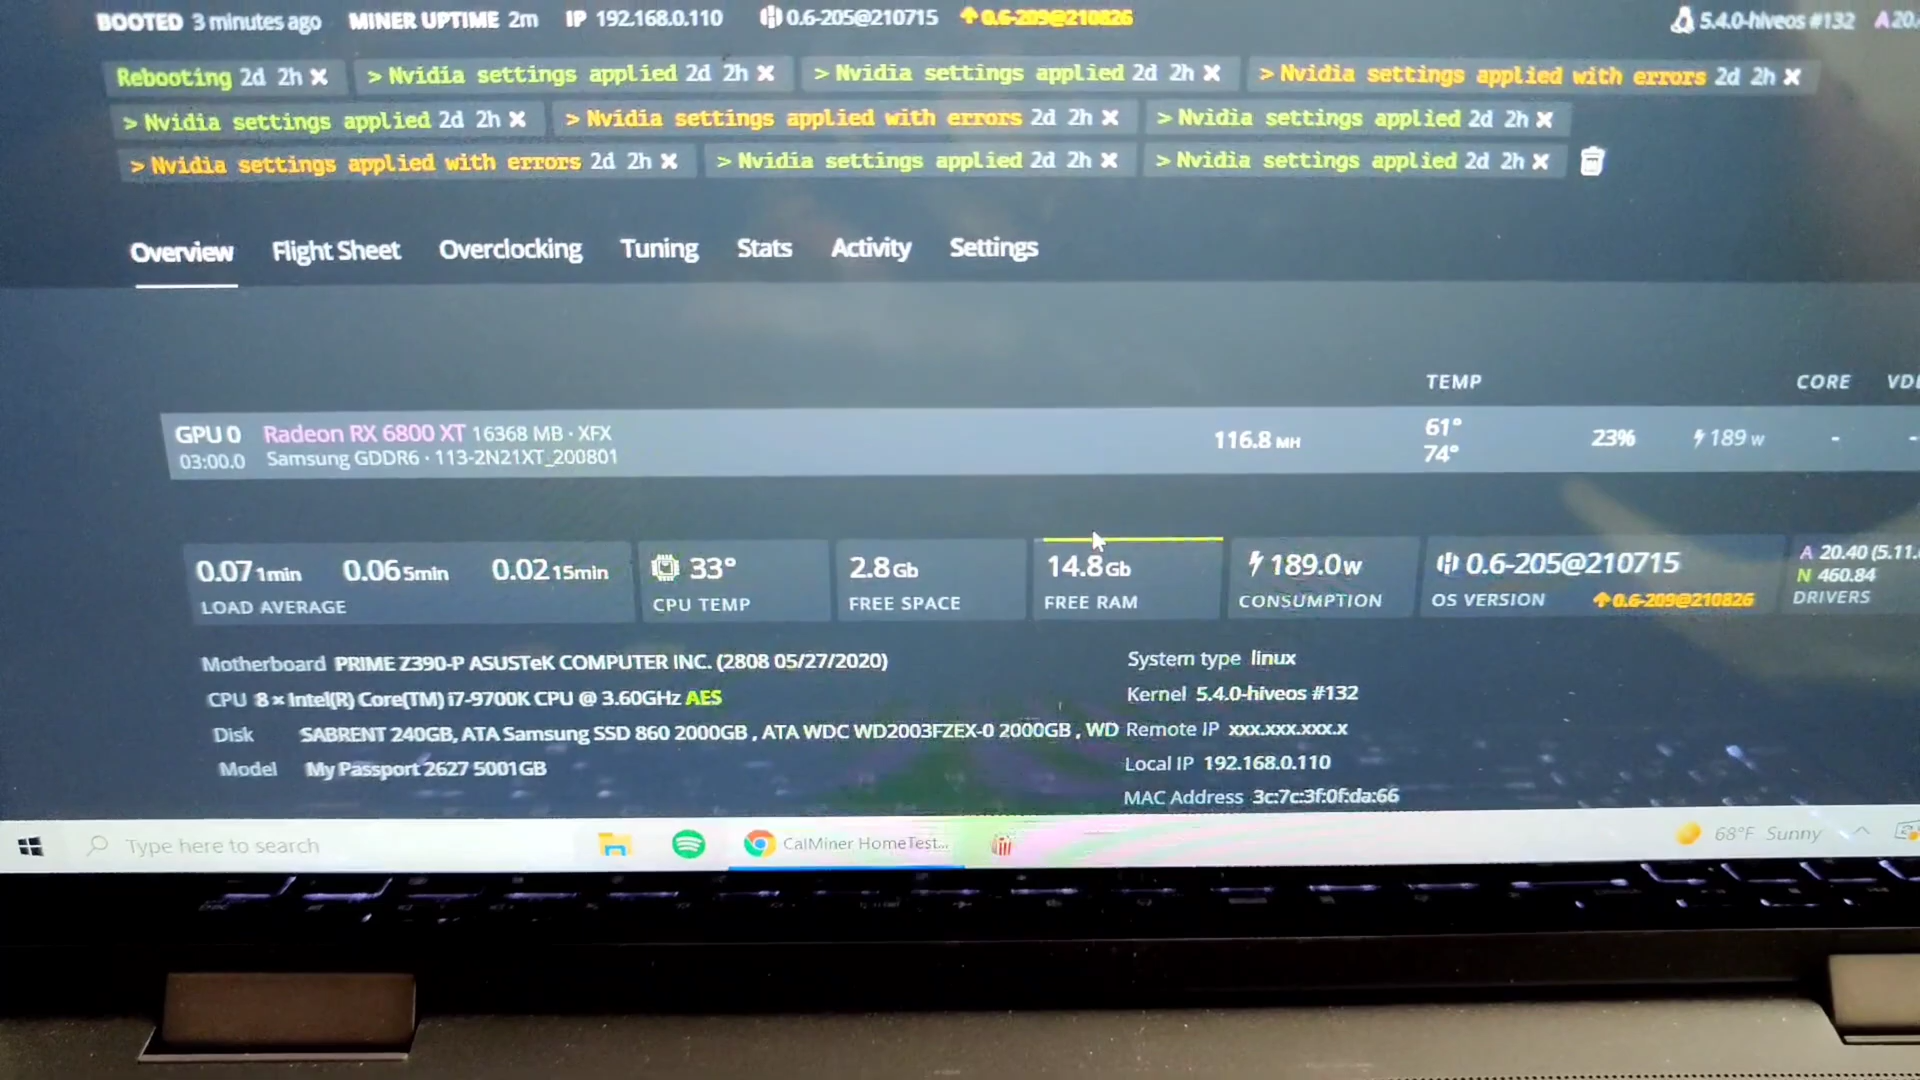 BOOTED 3 minutes ago MINER UPTIME 2m IP 192.168.0.110 0.6-205@210715 0.6-209@210826 5.4.0-hiveos #132 A 20.
Rebooting 2d 2h × > Nvidia settings applied 2d 2h × > Nvidia settings applied 2d 2h × > Nvidia settings applied with errors 2d 2h ×
> Nvidia settings applied 2d 2h × > Nvidia settings applied with errors 2d 2h × > Nvidia settings applied 2d 2h ×
> Nvidia settings applied with errors 2d 2h × > Nvidia settings applied 2d 2h × > Nvidia settings applied 2d 2h ×
Overview Flight Sheet Overclocking Tuning Stats Activity Settings
TEMP CORE VD
GPU 0 Radeon RX 6800 XT 16368 MB · XFX 116.8 MH 61° 23% 189 W - -
03:00.0 Samsung GDDR6 · 113-2N21XT_200801 74°
0.07 1min 0.06 5min 0.02 15min 33° 2.8 Gb 14.8 Gb 189.0 W 0.6-205@210715 A 20.40 (5.11.
N 460.84
LOAD AVERAGE CPU TEMP FREE SPACE FREE RAM CONSUMPTION OS VERSION 0.6-209@210826 DRIVERS
Motherboard PRIME Z390-P ASUSTeK COMPUTER INC. (2808 05/27/2020) System type linux
CPU 8 × Intel(R) Core(TM) i7-9700K CPU @ 3.60GHz AES Kernel 5.4.0-hiveos #132
Disk SABRENT 240GB, ATA Samsung SSD 860 2000GB , ATA WDC WD2003FZEX-0 2000GB , WD Remote IP xxx.xxx.xxx.x
Model My Passport 2627 5001GB Local IP 192.168.0.110
MAC Address 3c:7c:3f:0f:da:66
Type here to search CalMiner HomeTest... 68°F Sunny